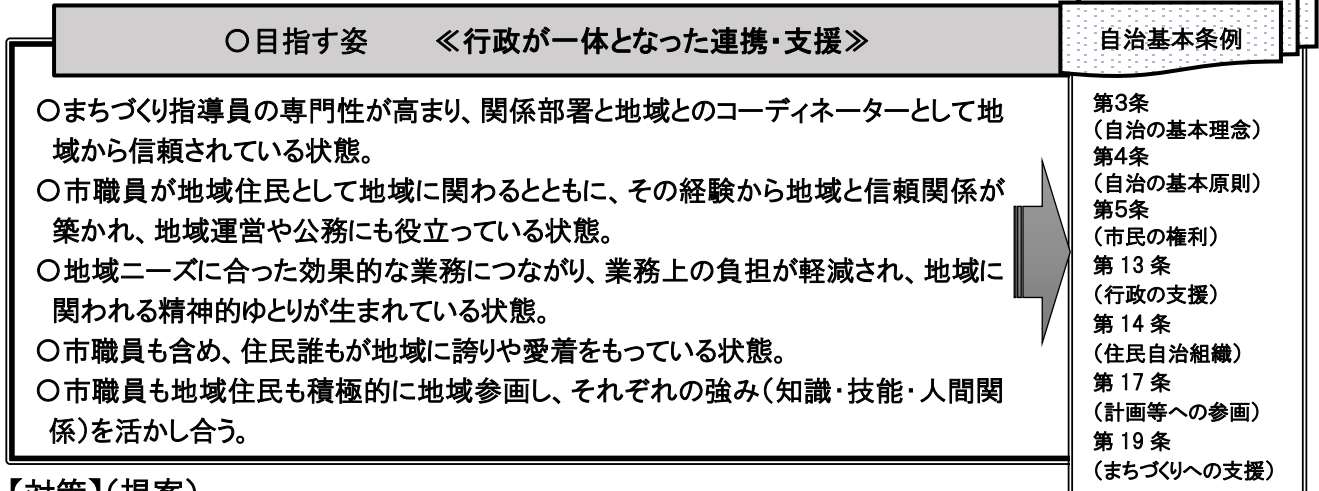 〇目指す姿　　≪行政が一体となった連携・支援≫
自治基本条例
〇まちづくり指導員の専門性が高まり、関係部署と地域とのコーディネーターとして地
域から信頼されている状態。
〇市職員が地域住民として地域に関わるとともに、その経験から地域と信頼関係が
築かれ、地域運営や公務にも役立っている状態。
〇地域ニーズに合った効果的な業務につながり、業務上の負担が軽減され、地域に
関われる精神的ゆとりが生まれている状態。
〇市職員も含め、住民誰もが地域に誇りや愛着をもっている状態。
〇市職員も地域住民も積極的に地域参画し、それぞれの強み（知識・技能・人間関
係）を活かし合う。
第3条
（自治の基本理念）
第4条
（自治の基本原則）
第5条
（市民の権利）
第 13 条
（行政の支援）
第 14 条
（住民自治組織）
第 17 条
（計画等への参画）
第 19 条
（まちづくりへの支援）
【対策】（提案）